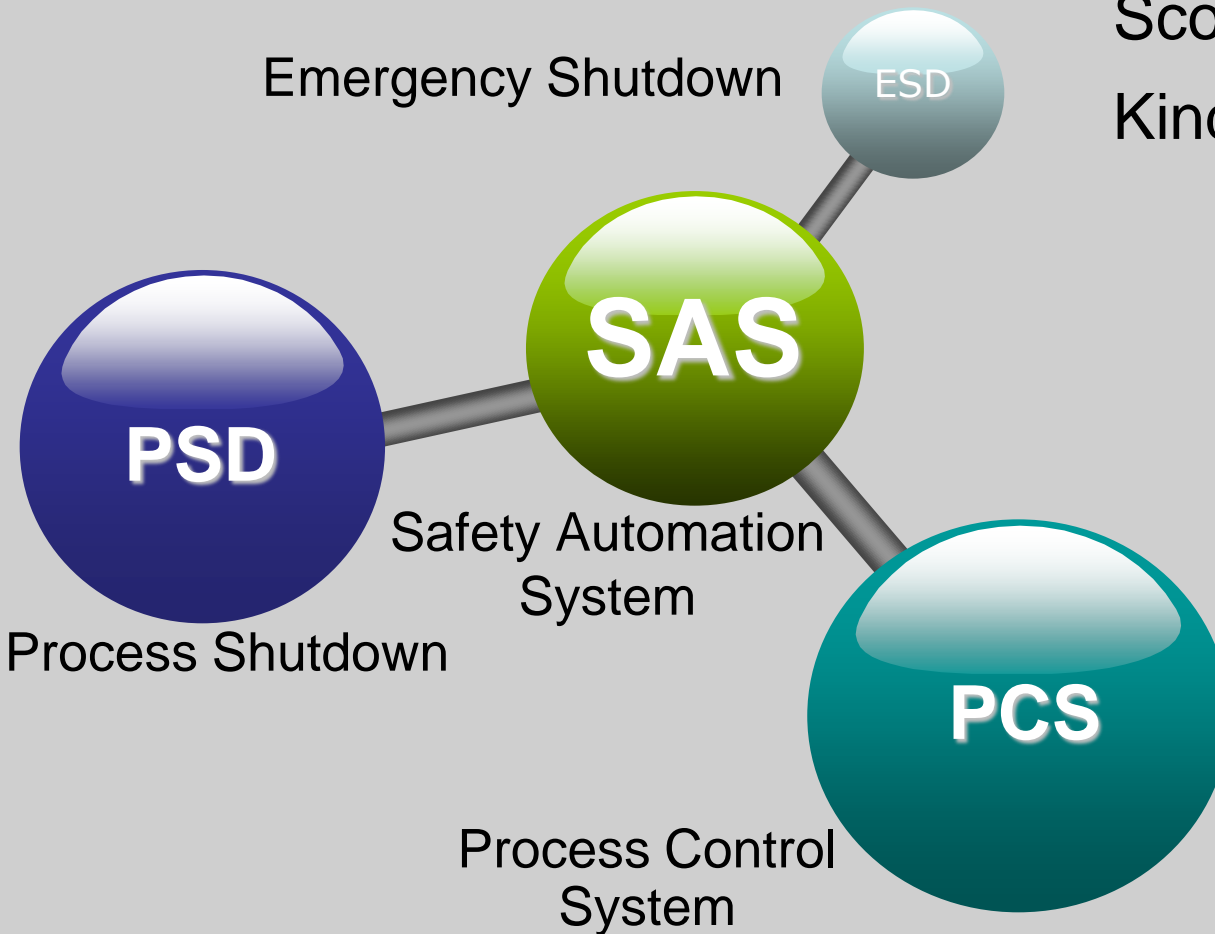 Emergency Shutdown
ESD
SAS
PSD
Safety Automation
System
Process Shutdown
PCS
Process Control
System